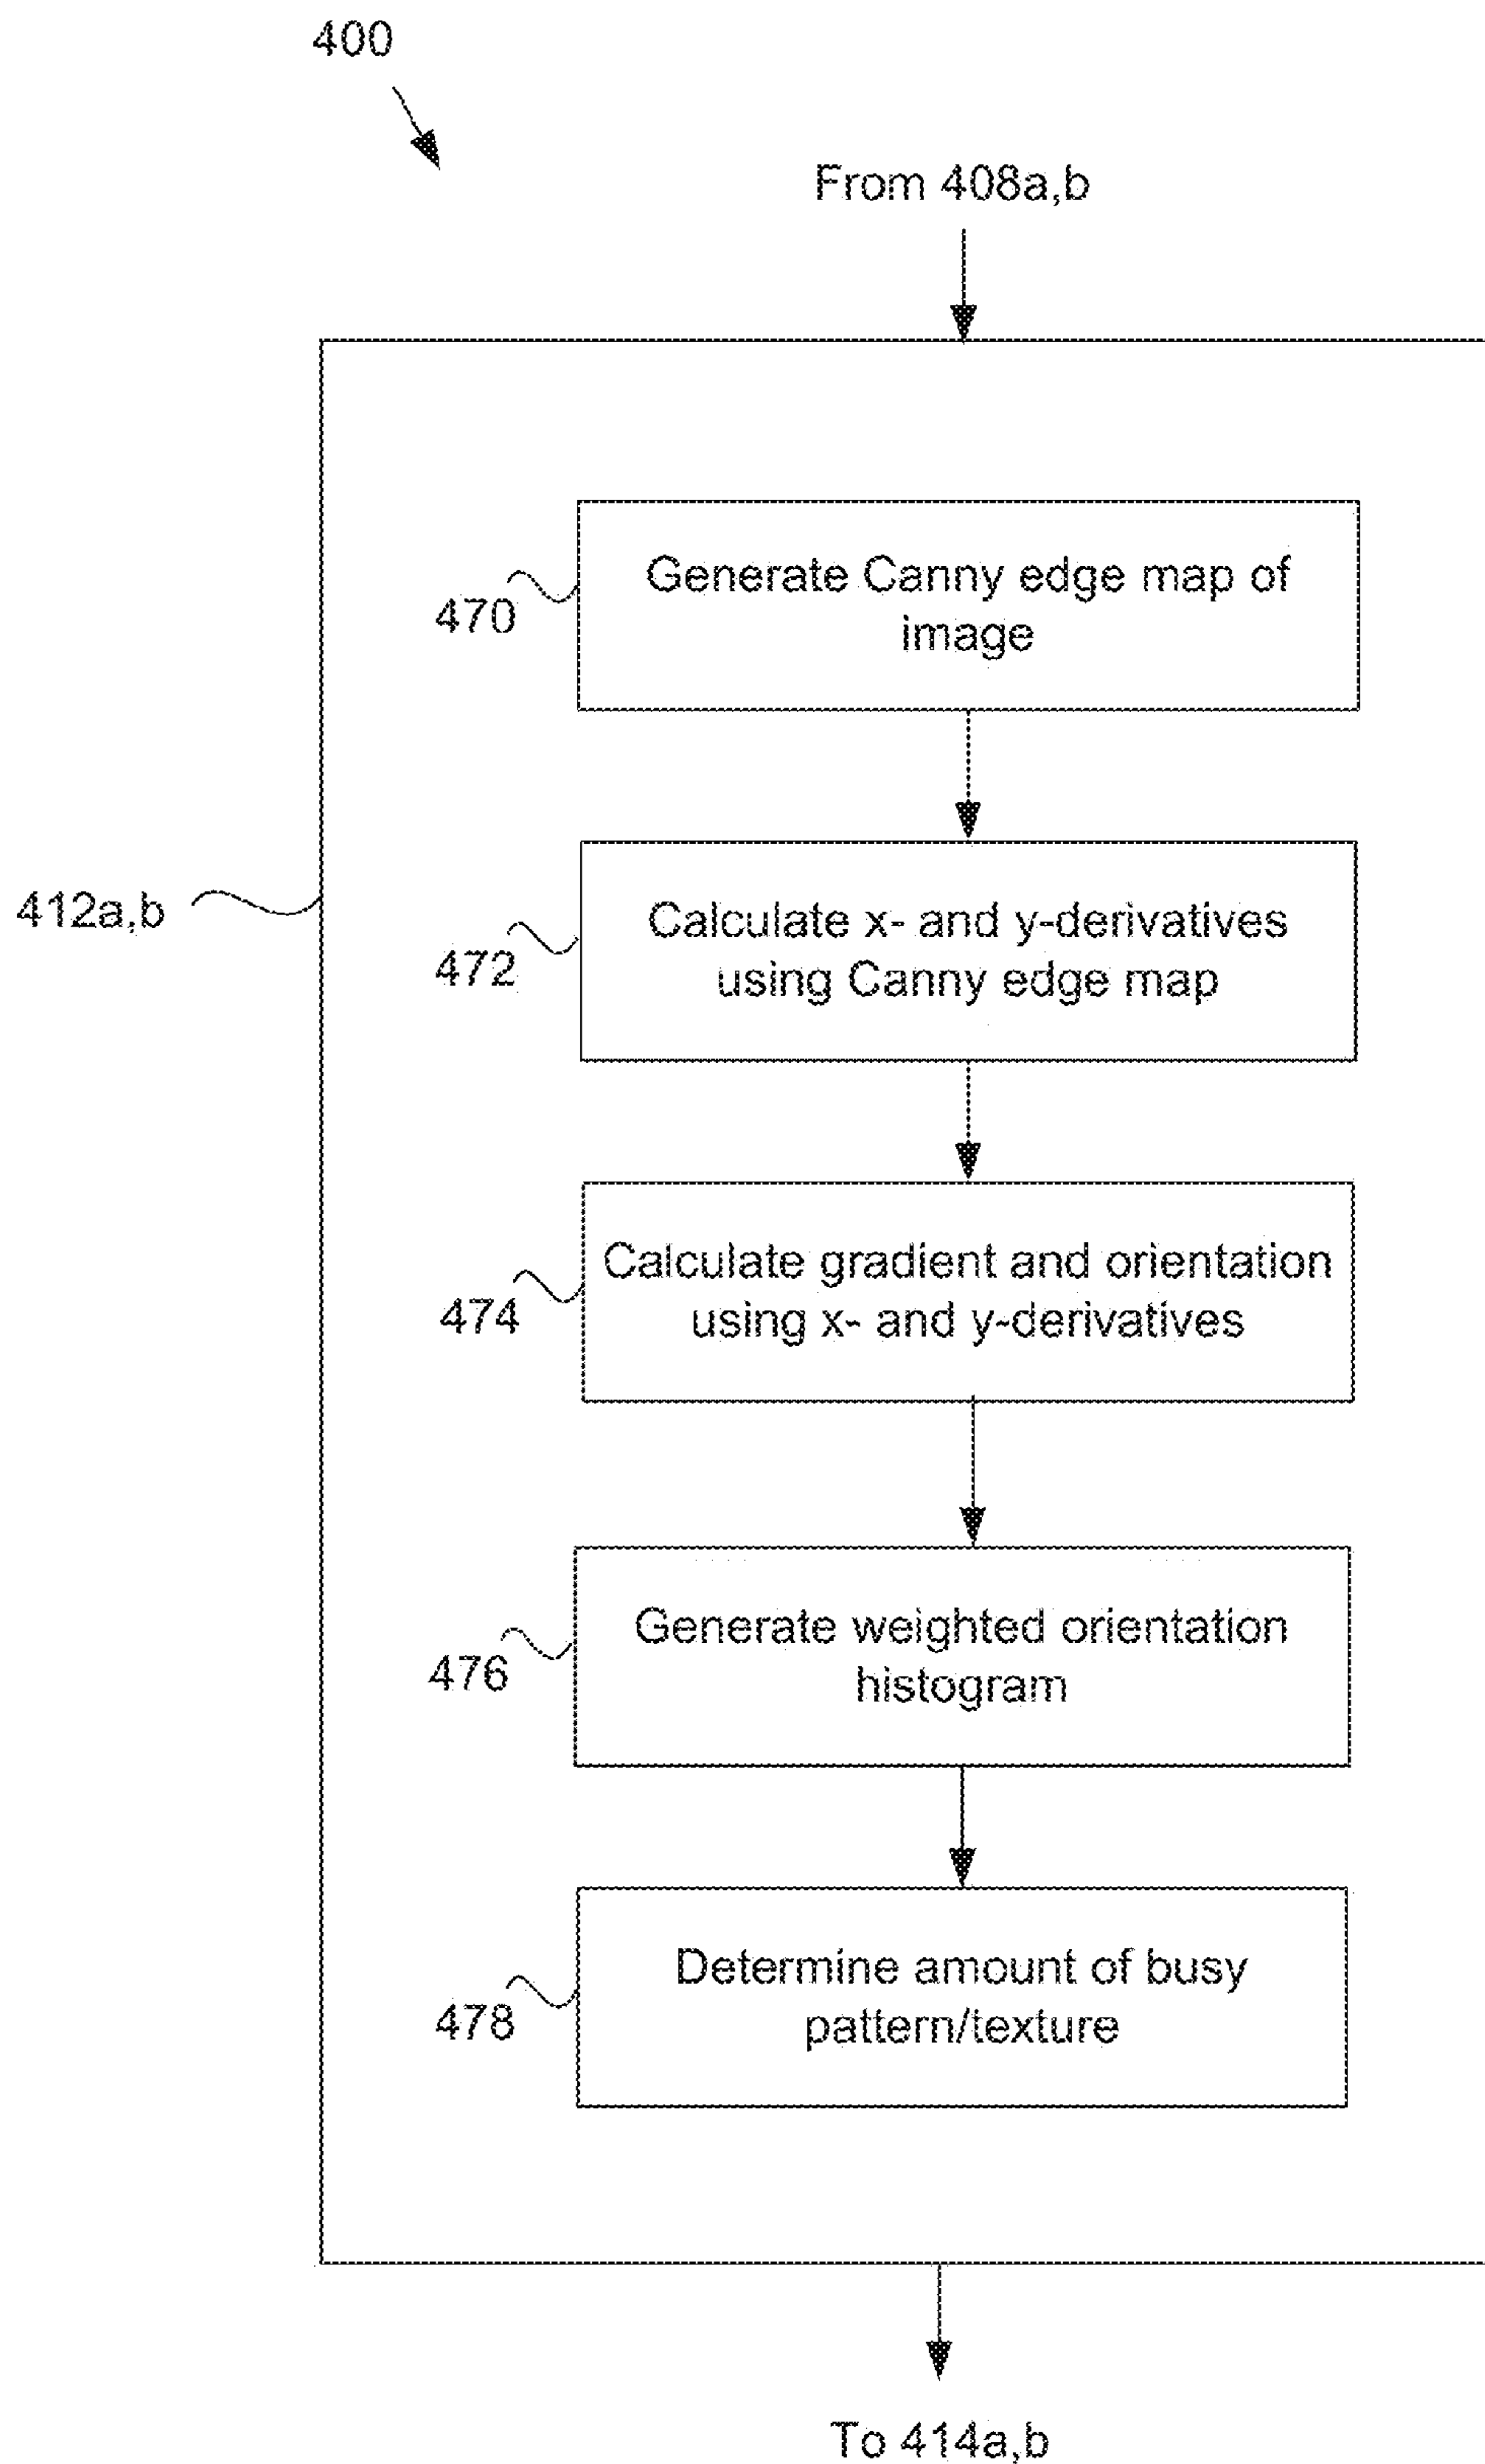 400
From 408a,b
Generate Canny edge map of
image
470
412a,b
Calculate x- and y-derivatives
using Canny edge map
472
Calculate gradient and orientation
using x- and y-derivatives
474
Generate weighted orientation
histogram
476
Determine amount of busy
pattern/texture
478
To 414a,b